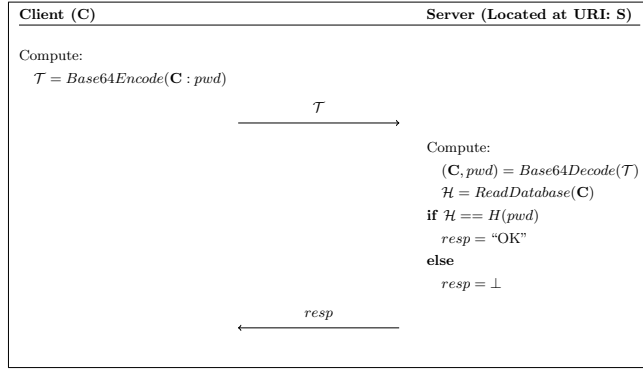 Client (C) Server (Located at URI: S)
Compute:
𝒯 = Base64Encode(C : pwd)
𝒯
Compute:
(C, pwd) = Base64Decode(𝒯)
ℋ = ReadDatabase(C)
if ℋ == H(pwd)
resp = “OK”
else
resp = ⊥
resp